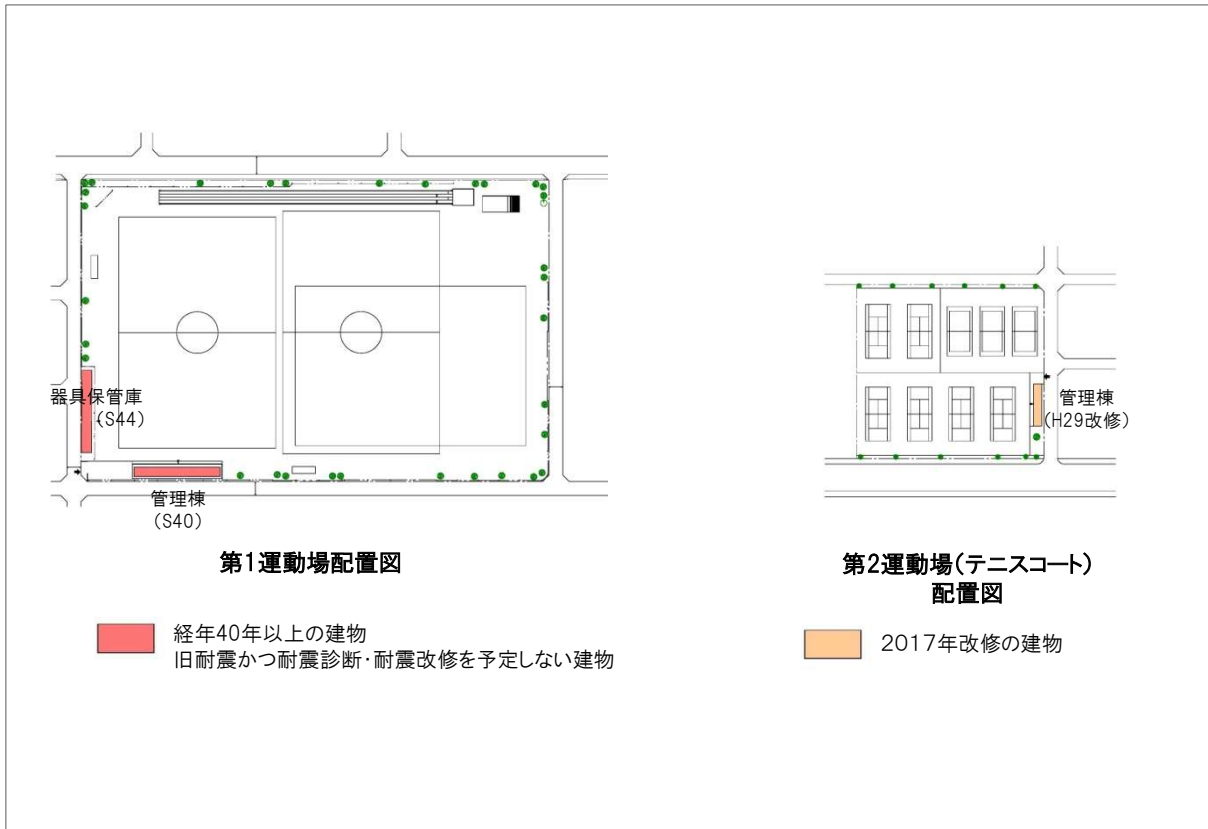 器具保管庫
(S44)
管理棟
(S40)
第1運動場配置図
経年40年以上の建物
旧耐震かつ耐震診断・耐震改修を予定しない建物
管理棟
(H29改修)
第2運動場(テニスコート)
配置図
2017年改修の建物